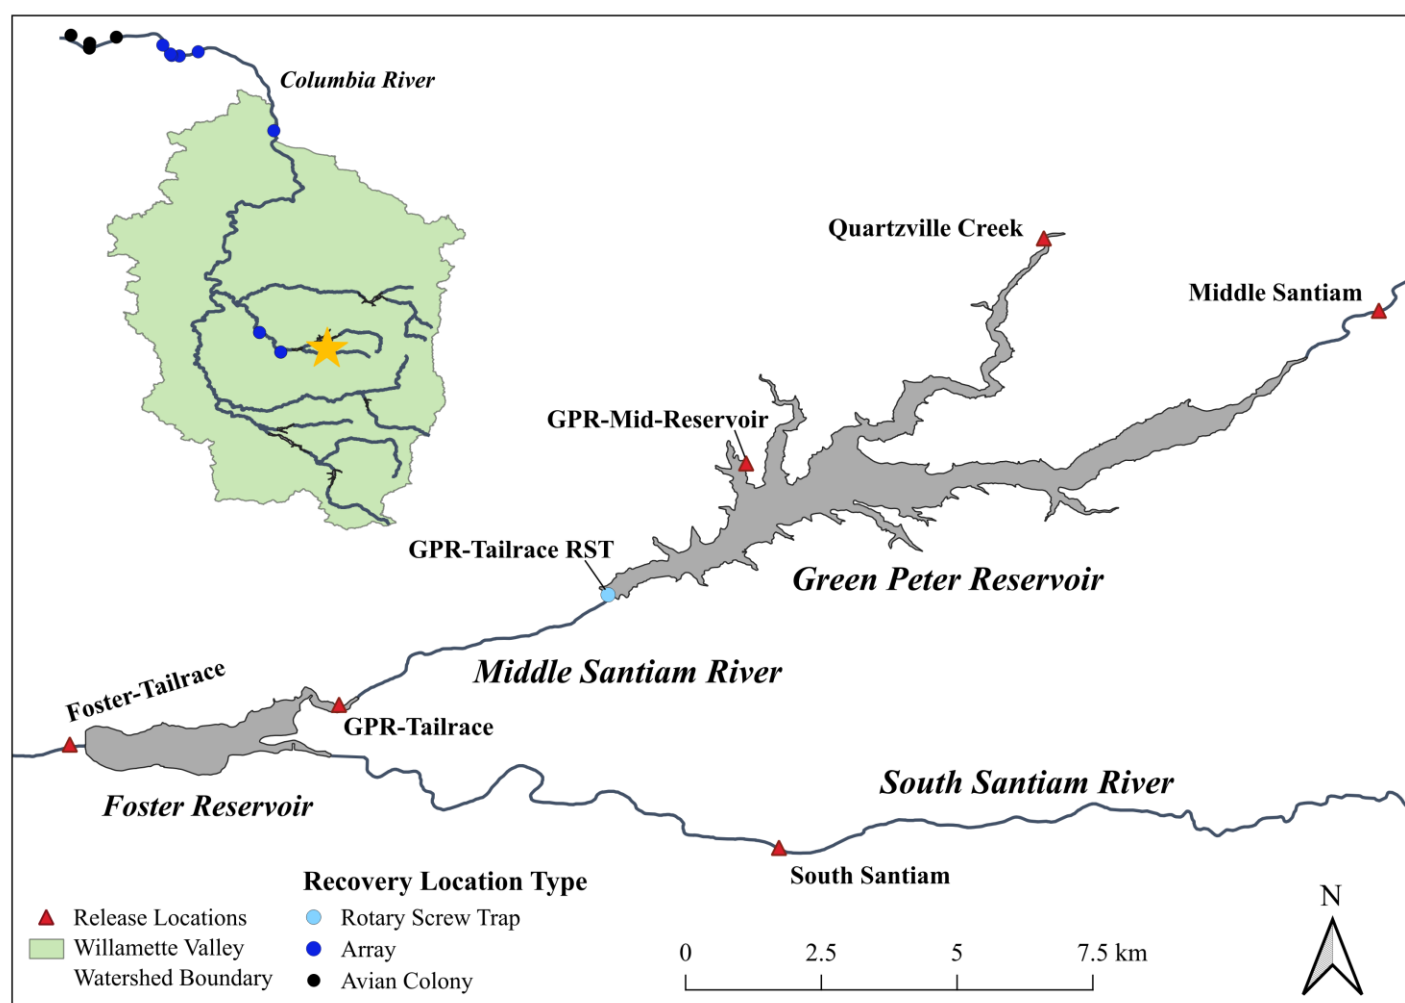 Columbia River
Quartzville Creek
Middle Santiam
GPR-Mid-Reservoir
GPR-Tailrace RST
Green Peter Reservoir
Middle Santiam River
Foster-Tailrace
GPR-Tailrace
Foster Reservoir
South Santiam River
South Santiam
Recovery Location Type
Release Locations
Willamette Valley
Watershed Boundary
Rotary Screw Trap
Array
Avian Colony
0 2.5 5 7.5 km
N